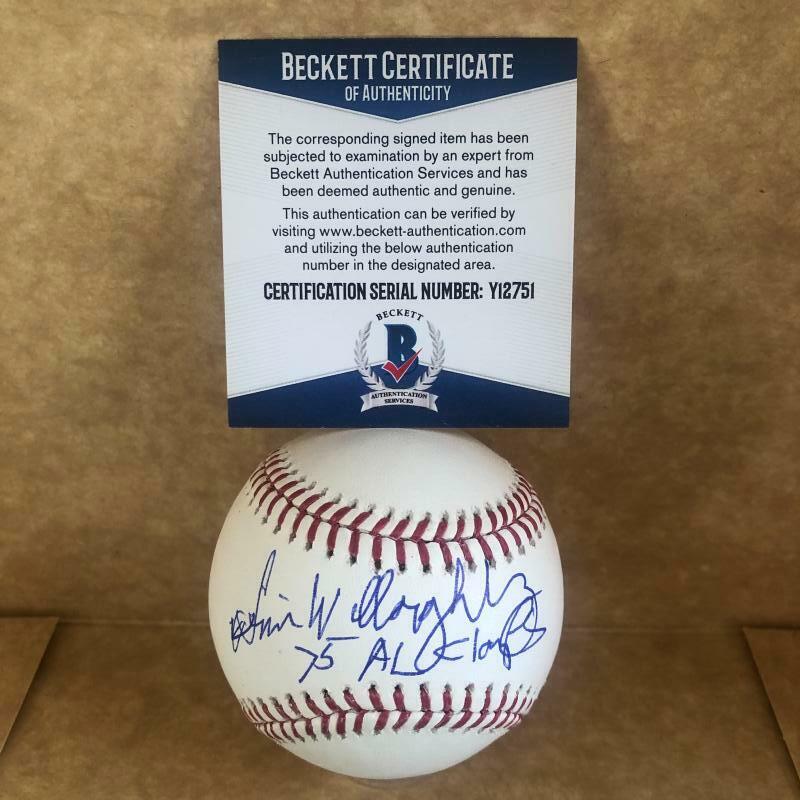 BECKETT CERTIFICATE
OF AUTHENTICITY
The corresponding signed item has been
subjected to examination by an expert from
Beckett Authentication Services and has
been deemed authentic and genuine.
This authentication can be verified by
visiting www.beckett-authentication.com
and utilizing the below authentication
number in the designated area.
CERTIFICATION SERIAL NUMBER: Y12751
BECKETT
B
AUTHENTICATION
SERVICES
Jim Willoughby
75 AL Champs